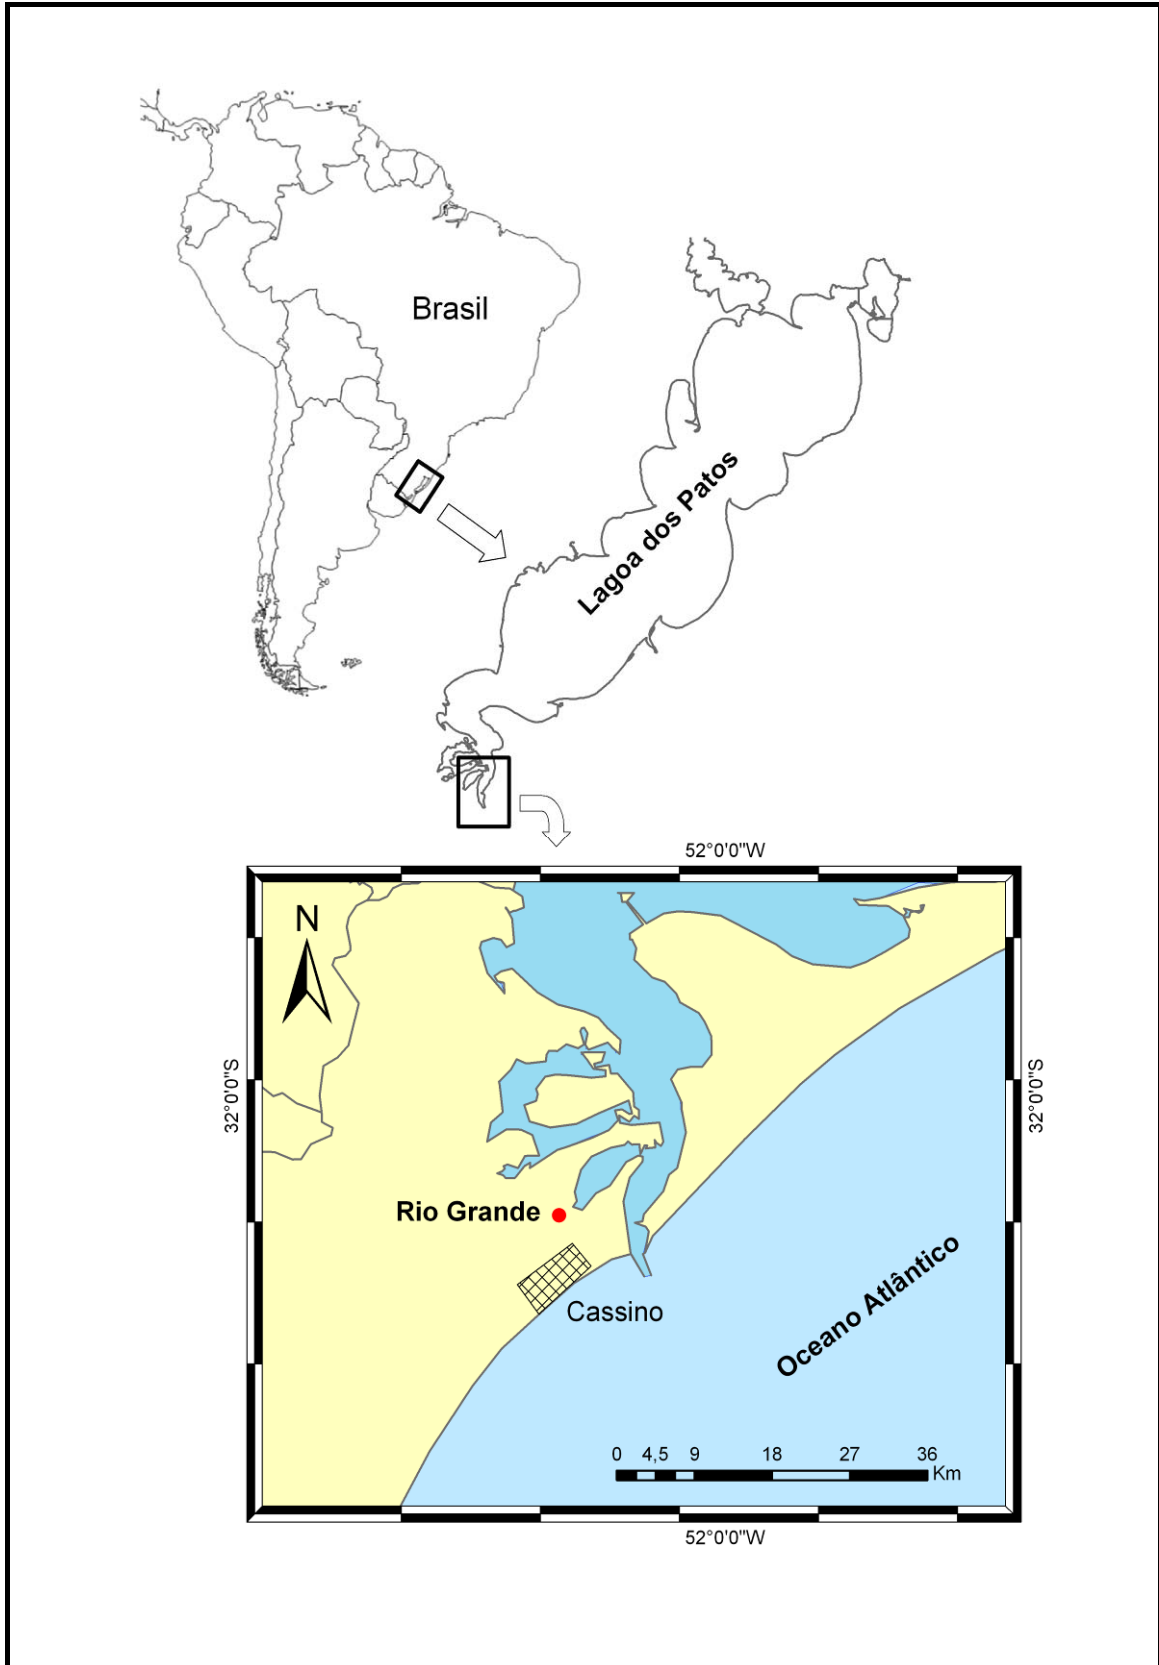 Brasil
Lagoa dos Patos
52°0'0"W
N
32°0'0"S
32°0'0"S
Rio Grande
Cassino
Oceano Atlântico
0 4,5 9 18 27 36
Km
52°0'0"W